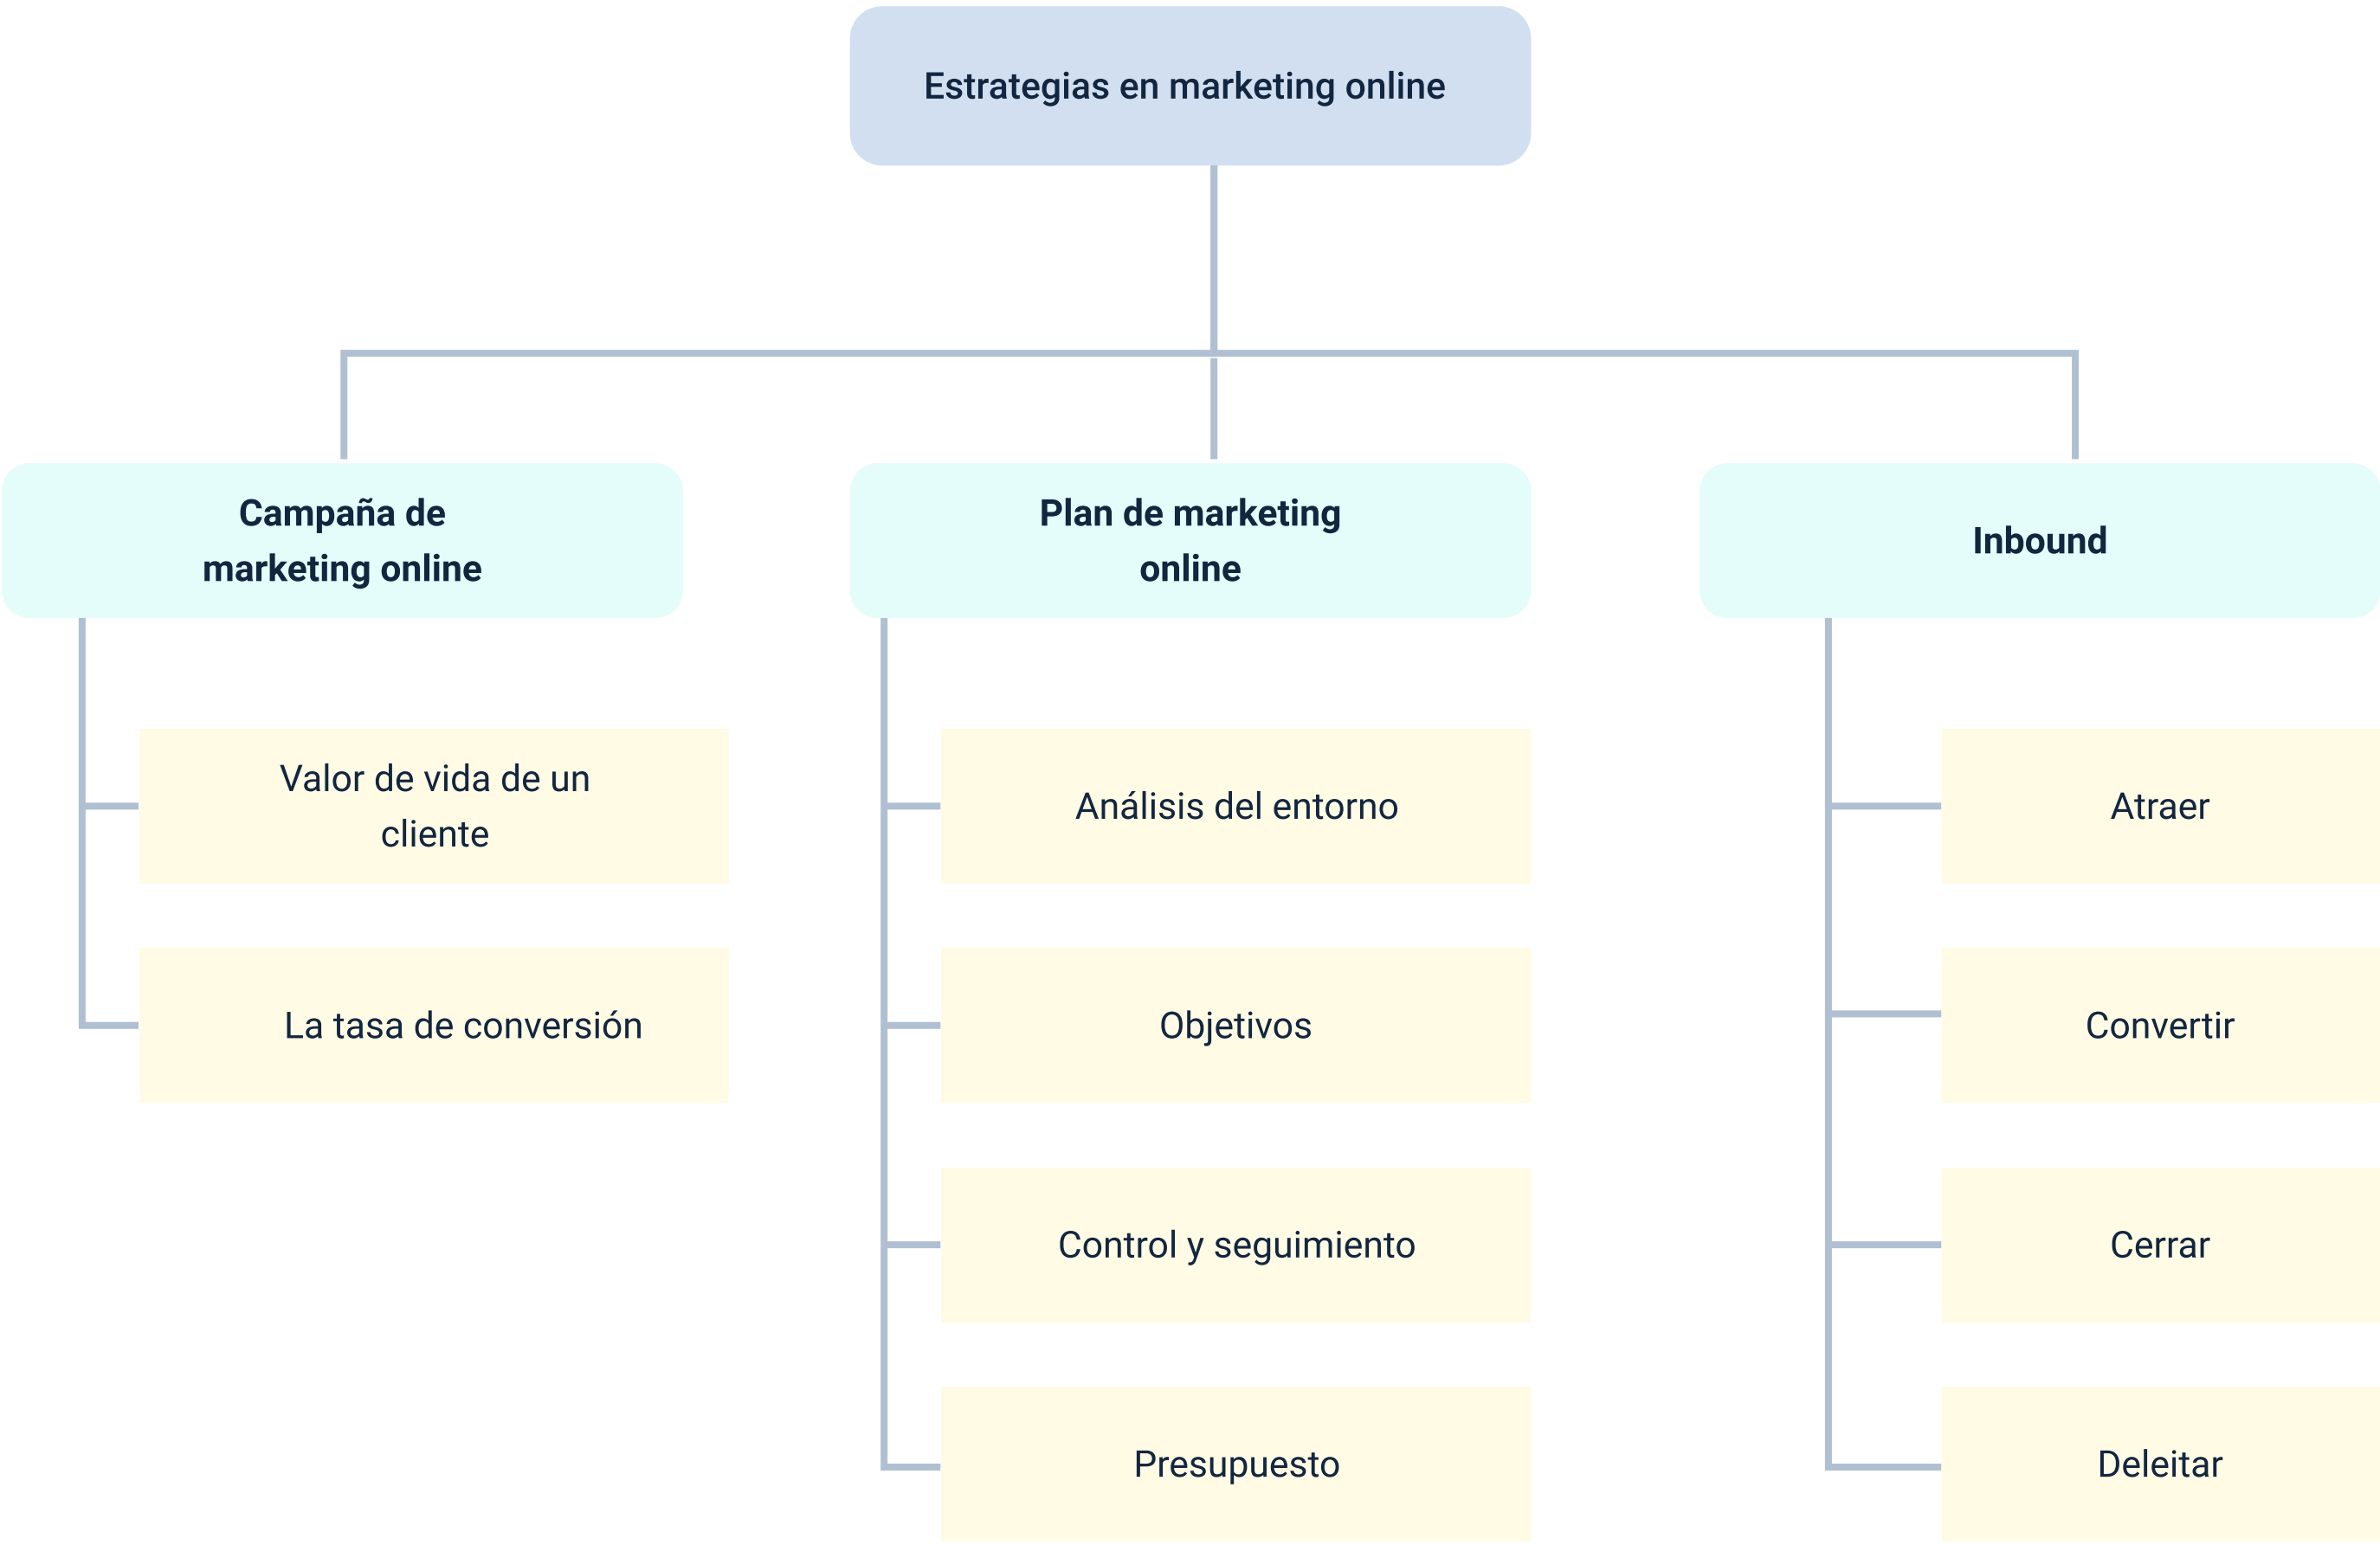 Estrategias en marketing online
Campaña de
marketing online
Valor de vida de un
cliente
La tasa de conversión
Plan de marketing
online
Análisis del entorno
Objetivos
Control y seguimiento
Presupuesto
Inbound
Atraer
Convertir
Cerrar
Deleitar